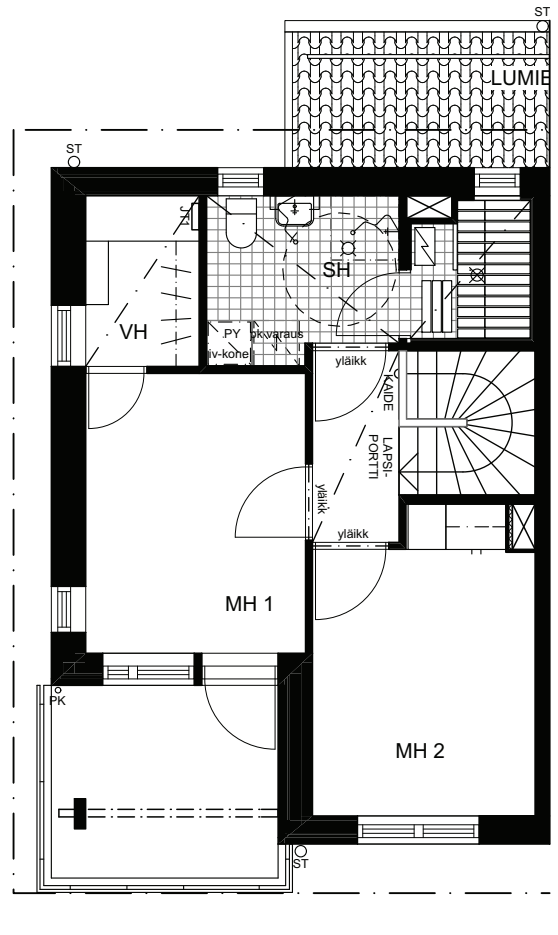 ST
LUMIE
ST
JT1
SH
VH
PY
pk varaus
iv-kone
yläikk
KAIDE
LAPSI-
PORTTI
yläikk
yläikk
MH 1
PK
MH 2
ST